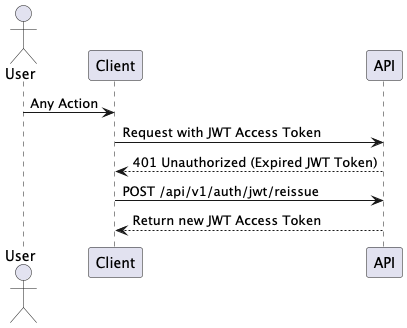 User
Client
API
Any Action
Request with JWT Access Token
401 Unauthorized (Expired JWT Token)
POST /api/v1/auth/jwt/reissue
Return new JWT Access Token
User
Client
API